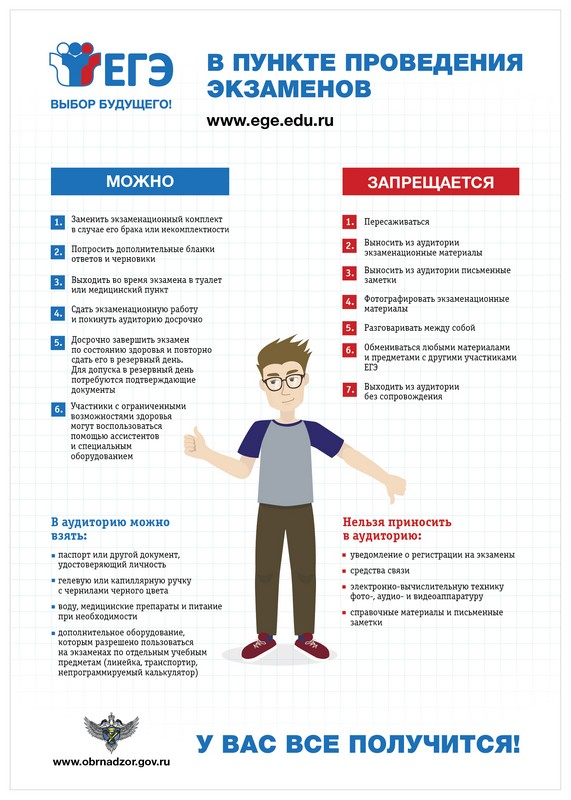 ЕГЭ
ВЫБОР БУДУЩЕГО!
В ПУНКТЕ ПРОВЕДЕНИЯ
ЭКЗАМЕНОВ
www.ege.edu.ru
МОЖНО
1. Заменить экзаменационный комплект
в случае его брака или некомплектности
2. Попросить дополнительные бланки
ответов и черновики
3. Выходить во время экзамена в туалет
или медицинский пункт
4. Сдать экзаменационную работу
и покинуть аудиторию досрочно
5. Досрочно завершить экзамен
по состоянию здоровья и повторно
сдать его в резервный день.
Для допуска в резервный день
потребуются подтверждающие
документы
6. Участники с ограниченными
возможностями здоровья
могут воспользоваться
помощью ассистентов
и специальным
оборудованием
ЗАПРЕЩАЕТСЯ
1. Пересаживаться
2. Выносить из аудитории
экзаменационные материалы
3. Выносить из аудитории письменные
заметки
4. Фотографировать экзаменационные
материалы
5. Разговаривать между собой
6. Обмениваться любыми материалами
и предметами с другими участниками
ЕГЭ
7. Выходить из аудитории
без сопровождения
В аудиторию можно
взять:
паспорт или другой документ,
удостоверяющий личность
гелевую или капиллярную ручку
с чернилами черного цвета
воду, медицинские препараты и питание
при необходимости
дополнительное оборудование,
которым разрешено пользоваться
на экзаменах по отдельным учебным
предметам (линейка, транспортир,
непрограммируемый калькулятор)
Нельзя приносить
в аудиторию:
уведомление о регистрации на экзамены
средства связи
электронно-вычислительную технику
фото-, аудио- и видеоаппаратуру
справочные материалы и письменные
заметки
www.obrnadzor.gov.ru
У ВАС ВСЕ ПОЛУЧИТСЯ!